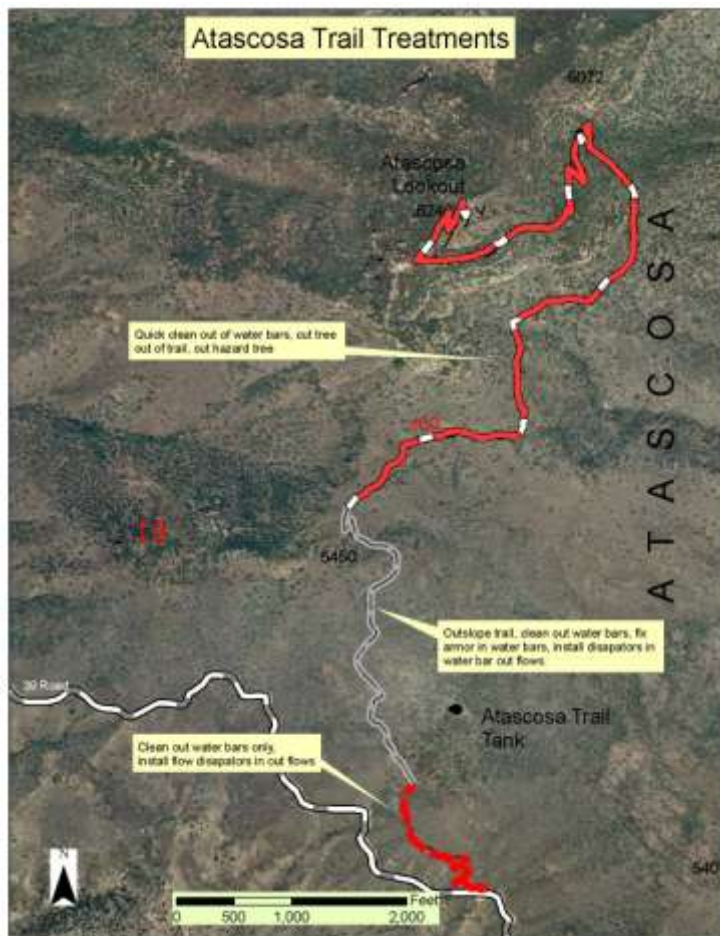 Atascosa Trail Treatments
6072
Atascosa
Lookout
Quick clean out of water bars, cut tree
out of trail, cut hazard tree
ATASCOSA
5450
Outslope trail, clean out water bars, fix
armor in water bars, install disapators in
water bar out flows
39 Road
Atascosa Trail
Tank
Clean out water bars only,
install flow disapators in out flows
540
N
Feet
0 500 1,000 2,000